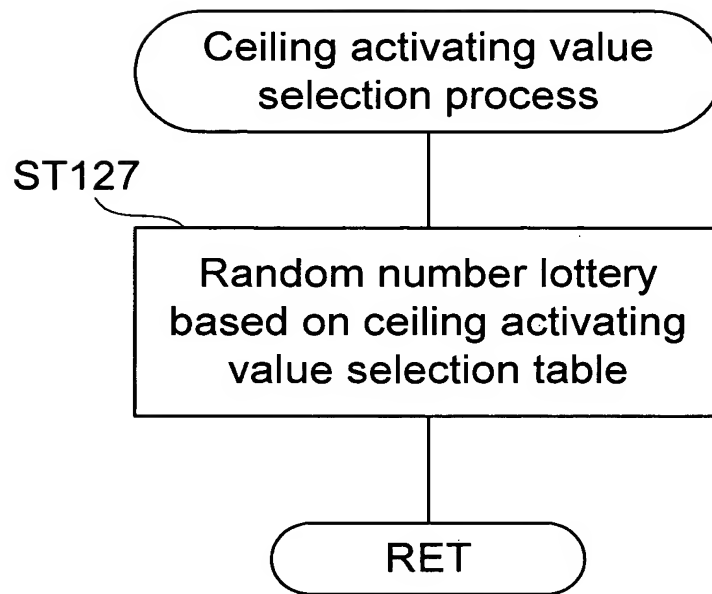 Ceiling activating value
selection process
ST127
Random number lottery
based on ceiling activating
value selection table
RET